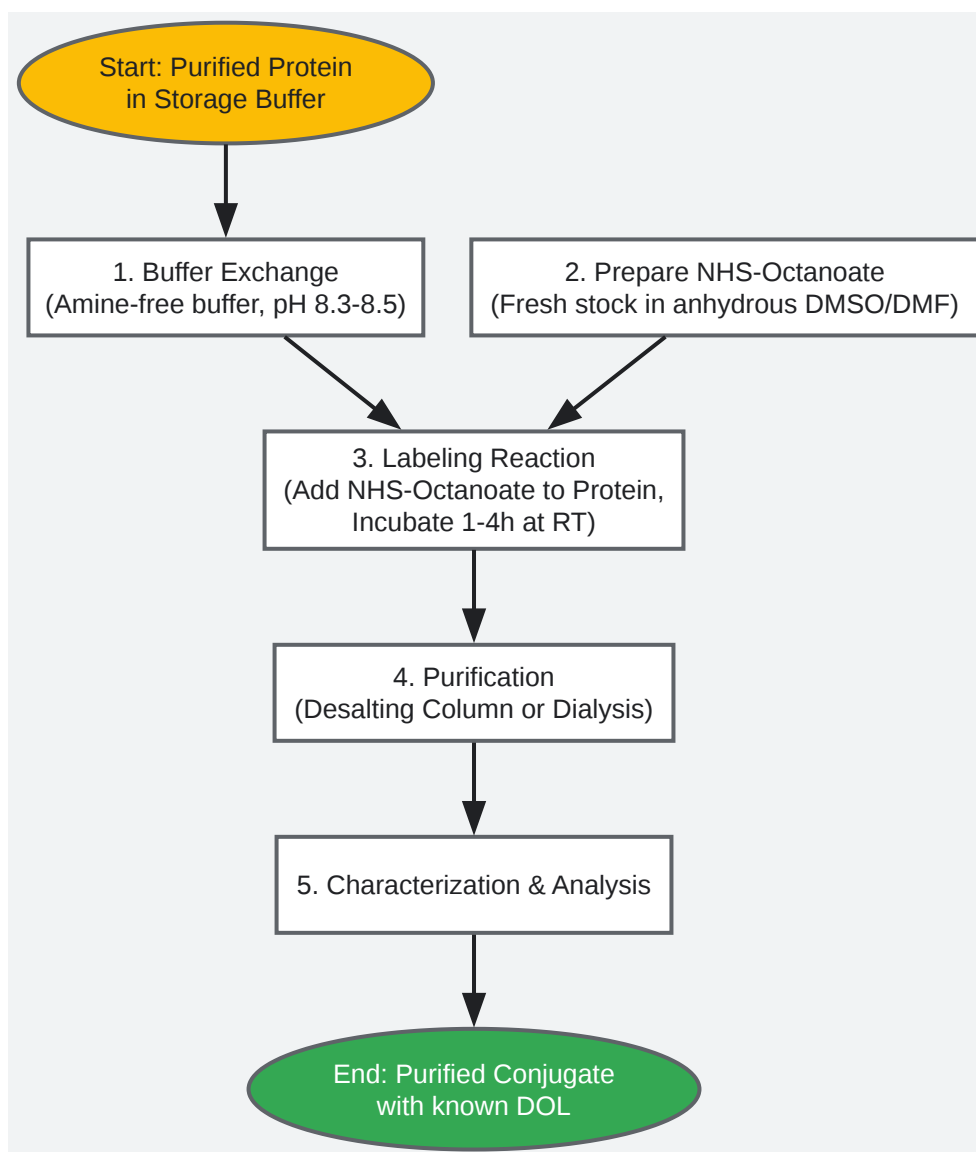 Start: Purified Protein
in Storage Buffer
1. Buffer Exchange
(Amine-free buffer, pH 8.3-8.5)
2. Prepare NHS-Octanoate
(Fresh stock in anhydrous DMSO/DMF)
3. Labeling Reaction
(Add NHS-Octanoate to Protein,
Incubate 1-4h at RT)
4. Purification
(Desalting Column or Dialysis)
5. Characterization & Analysis
End: Purified Conjugate
with known DOL